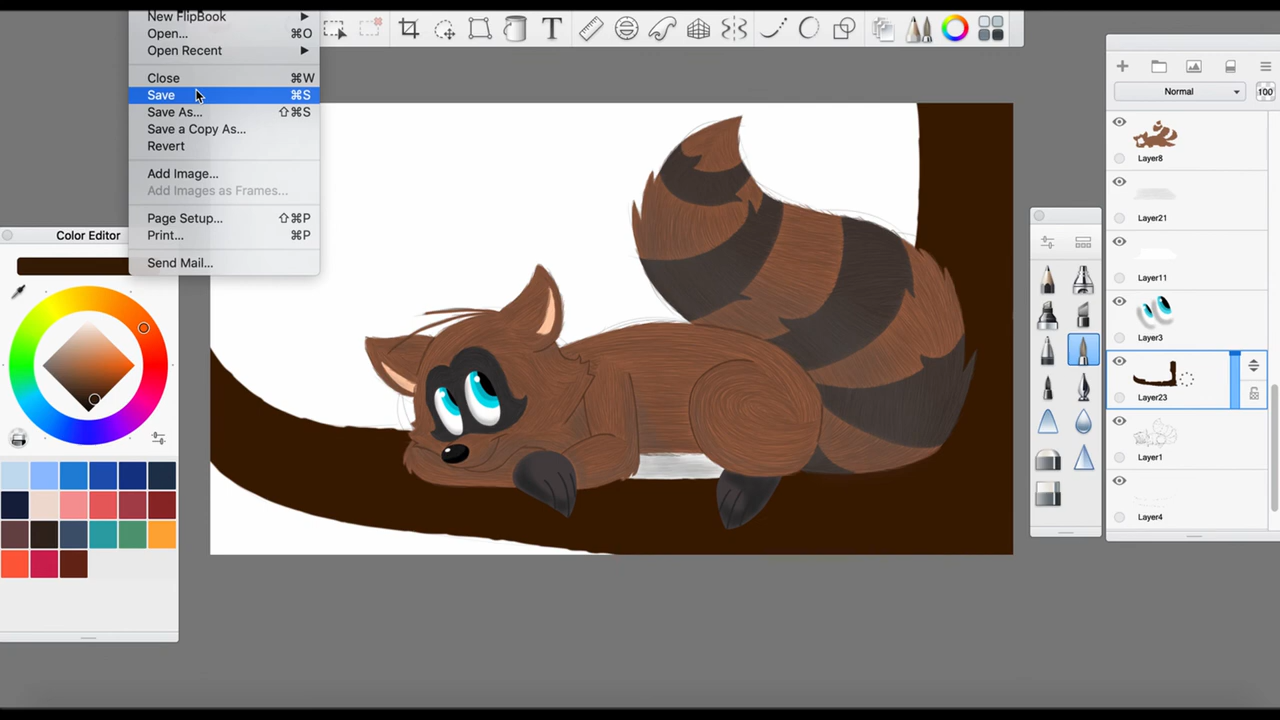 New FlipBook
Open... ⌘O
Open Recent
Close ⌘W
Save ⌘S
Save As... ⇧⌘S
Save a Copy As...
Revert
Add Image...
Add Images as Frames...
Page Setup... ⇧⌘P
Print... ⌘P
Send Mail...
T
Color Editor
Normal 100
Layer8
Layer21
Layer11
Layer3
Layer23
Layer1
Layer4